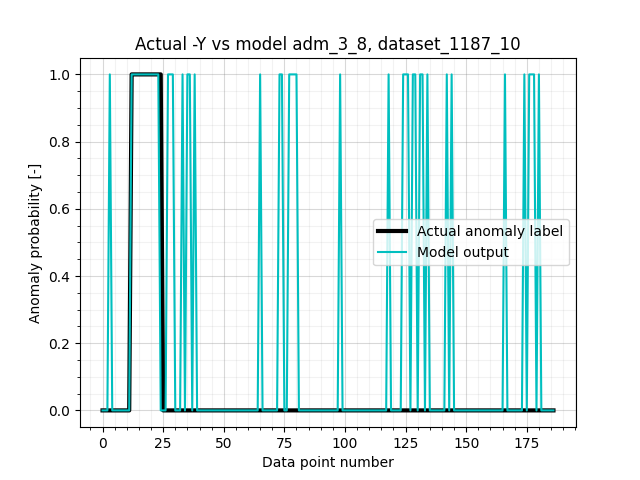 Actual -Y vs model adm_3_8, dataset_1187_10
Anomaly probability [-]
1.0
0.8
0.6
0.4
0.2
0.0
Actual anomaly label
Model output
0 25 50 75 100 125 150 175
Data point number